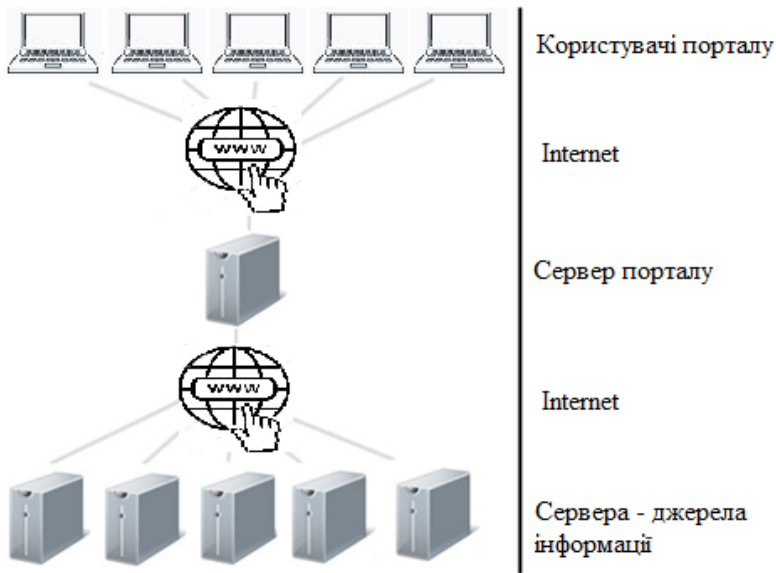 Користувачі порталу
www
Internet
Сервер порталу
www
Internet
Сервера - джерела
інформації